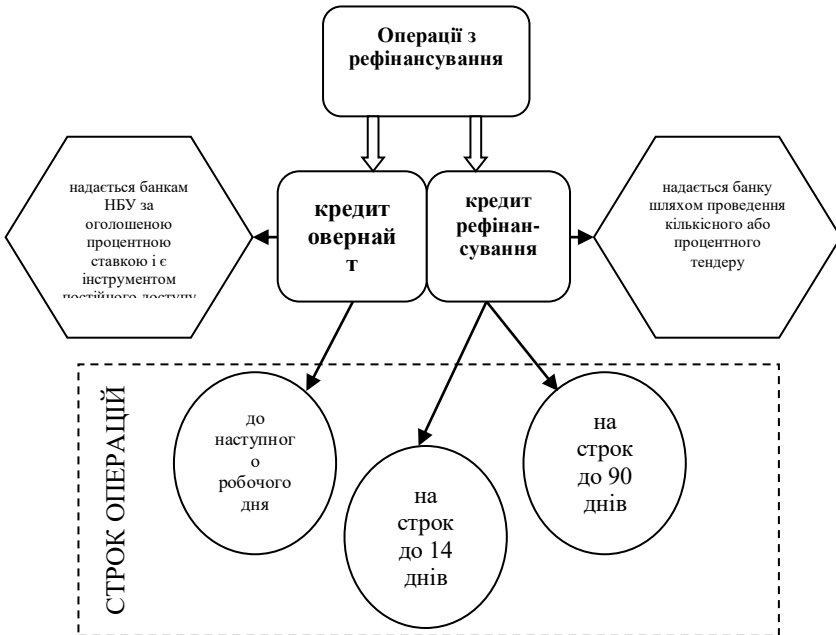 Операції з
рефінансування
надається банкам
НБУ за
оголошеною
процентною
ставкою і є
інструментом
постійного доступу
кредит
овернай
т
кредит
рефінан-
сування
надається банку
шляхом проведення
кількісного або
процентного
тендеру
СТРОК ОПЕРАЦІЙ
до
наступног
о
робочого
дня
на
строк
до 14
днів
на
строк
до 90
днів